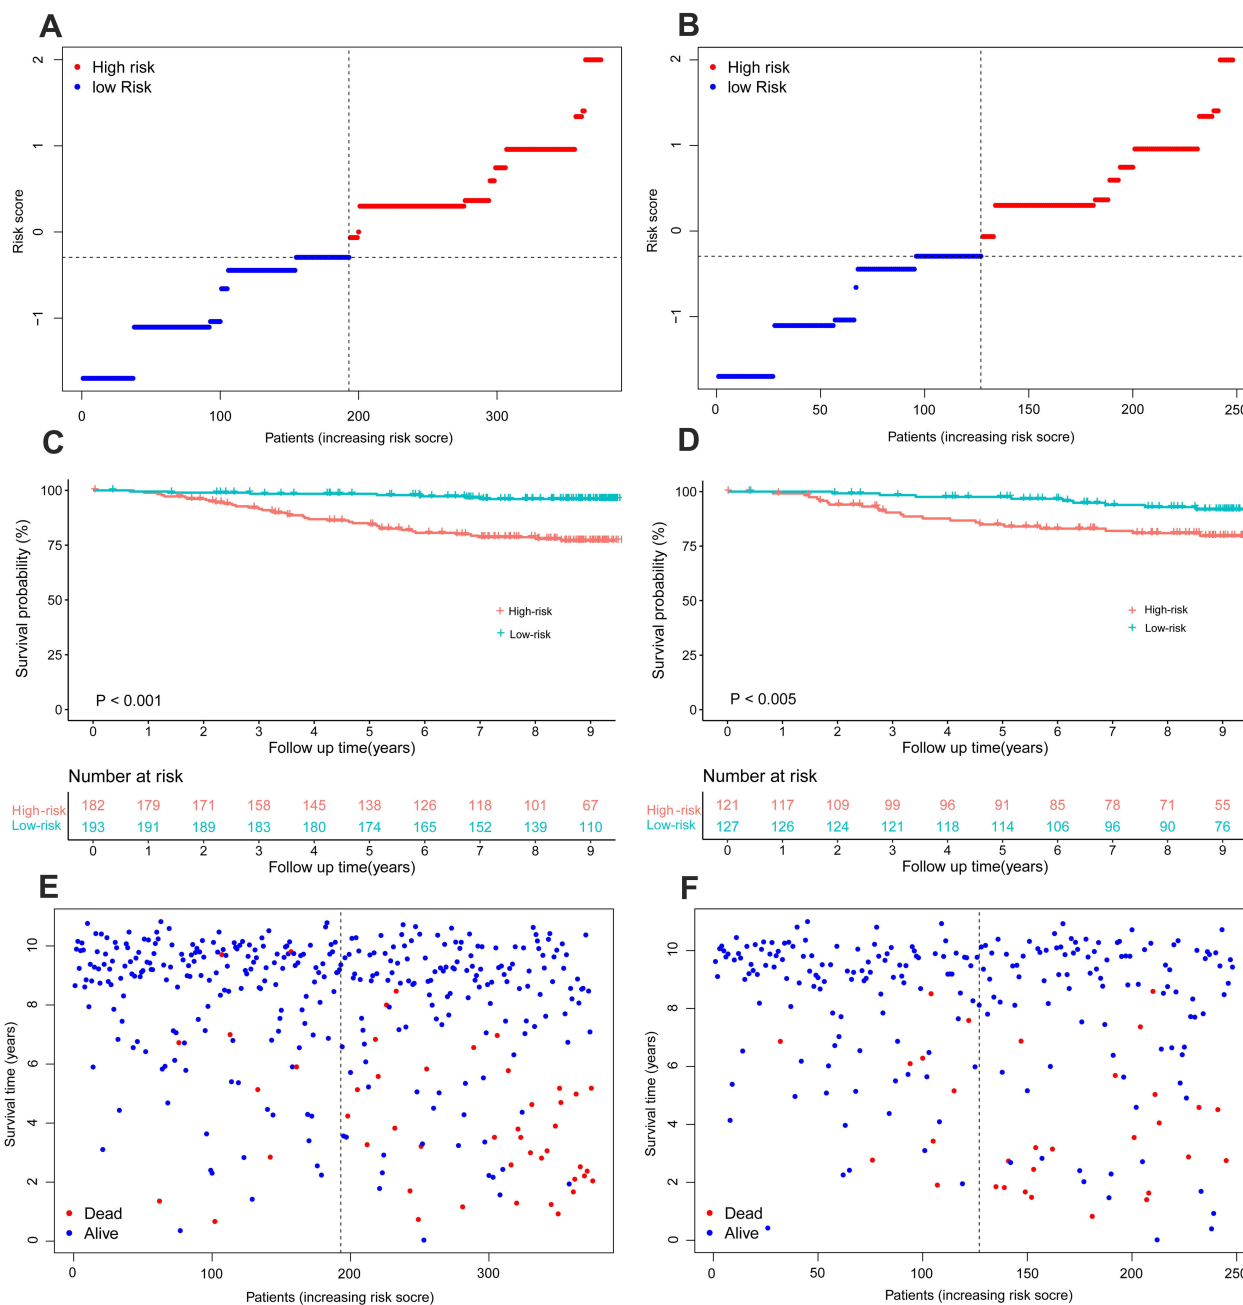 A
2
1
0
−1
Risk score
High risk
low Risk
0 100 200 300
Patients (increasing risk socre)
B
2
1
0
−1
Risk score
High risk
low Risk
0 50 100 150 200 250
Patients (increasing risk socre)
C
100
75
50
25
0
Survival probability (%)
High-risk
Low-risk
P < 0.001
0 1 2 3 4 5 6 7 8 9
Follow up time(years)
Number at risk
High-risk 182 179 171 158 145 138 126 118 101 67
Low-risk 193 191 189 183 180 174 165 152 139 110
0 1 2 3 4 5 6 7 8 9
Follow up time(years)
D
100
75
50
25
0
Survival probability (%)
High-risk
Low-risk
P < 0.005
0 1 2 3 4 5 6 7 8 9
Follow up time(years)
Number at risk
High-risk 121 117 109 99 96 91 85 78 71 55
Low-risk 127 126 124 121 118 114 106 96 90 76
0 1 2 3 4 5 6 7 8 9
Follow up time(years)
E
10
8
6
4
2
0
Survival time (years)
Dead
Alive
0 100 200 300
Patients (increasing risk socre)
F
10
8
6
4
2
0
Survival time (years)
Dead
Alive
0 50 100 150 200 250
Patients (increasing risk socre)